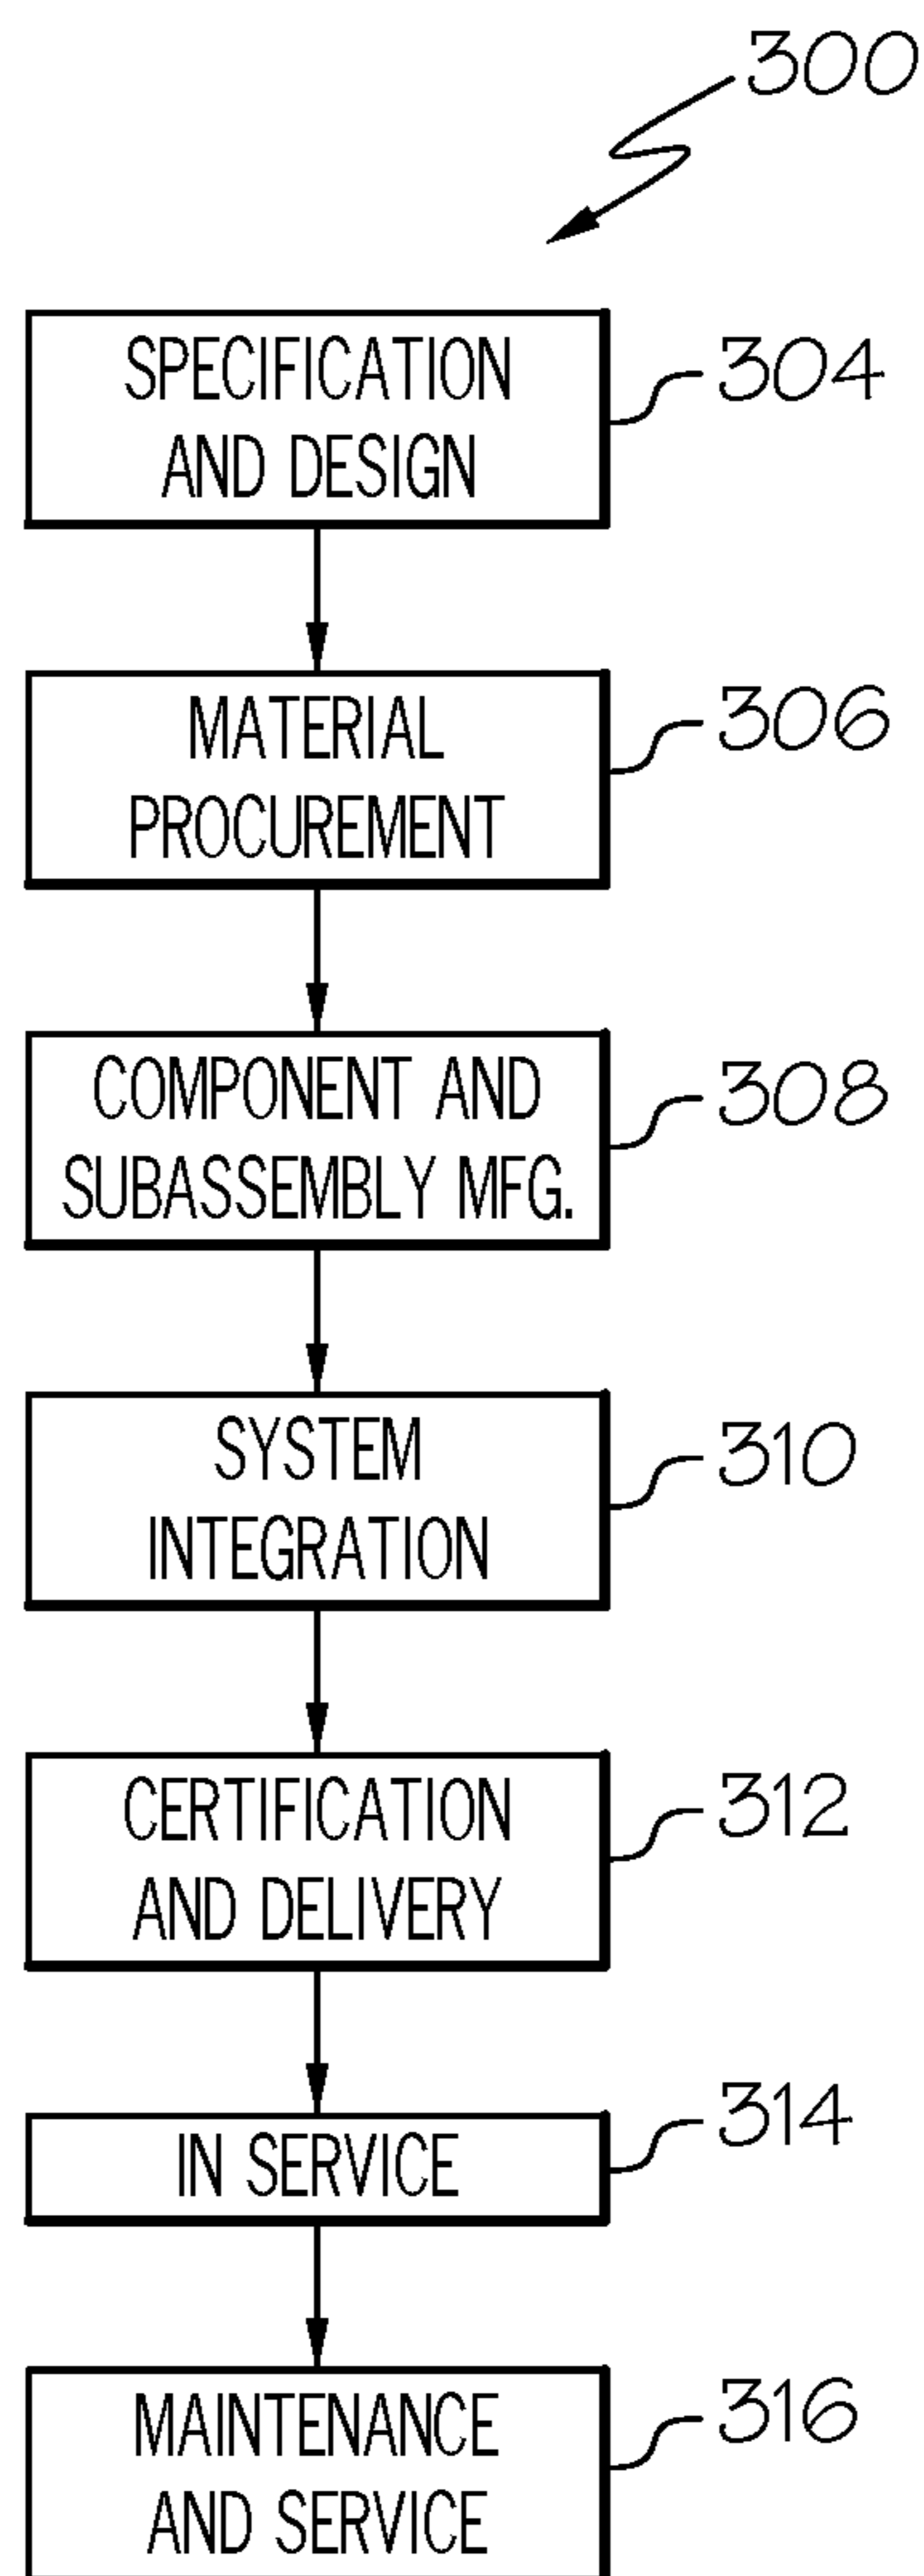 300
SPECIFICATION
AND DESIGN
304
MATERIAL
PROCUREMENT
306
COMPONENT AND
SUBASSEMBLY MFG.
308
SYSTEM
INTEGRATION
310
CERTIFICATION
AND DELIVERY
312
IN SERVICE
314
MAINTENANCE
AND SERVICE
316